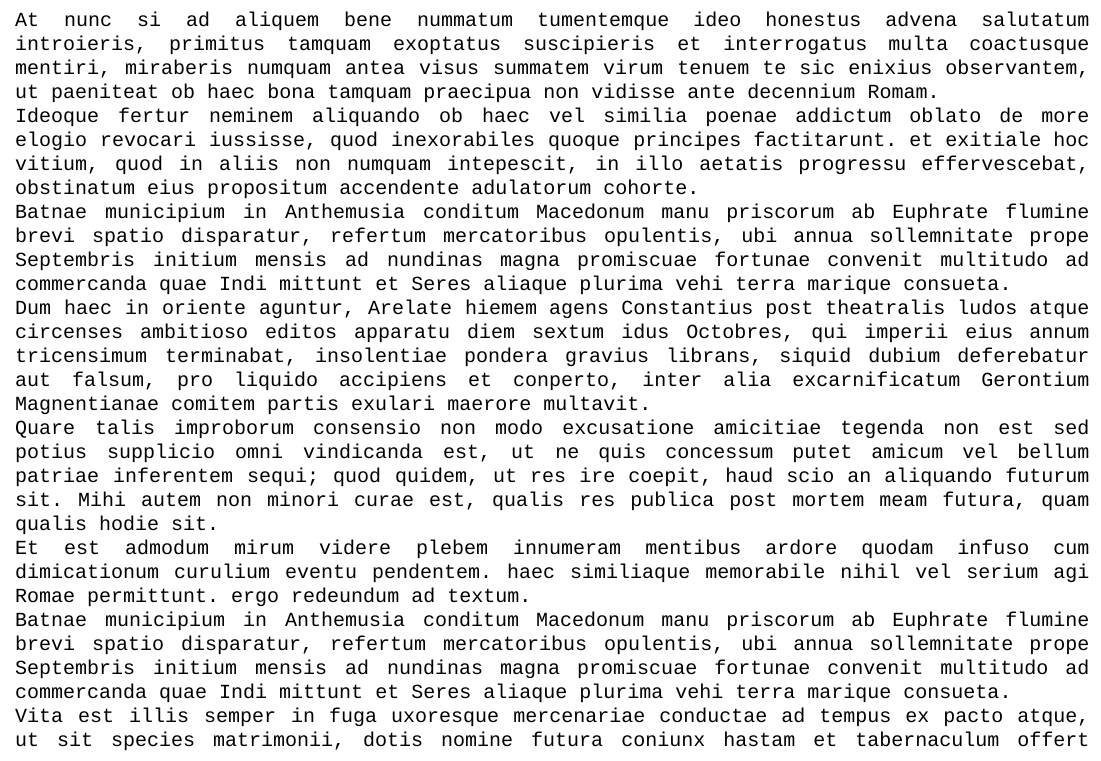 At nunc si ad aliquem bene nummatum tumentemque ideo honestus advena salutatum
introieris, primitus tamquam exoptatus suscipieris et interrogatus multa coactusque
mentiri, miraberis numquam antea visus summatem virum tenuem te sic enixius observantem,
ut paeniteat ob haec bona tamquam praecipua non vidisse ante decennium Romam.
Ideoque fertur neminem aliquando ob haec vel similia poenae addictum oblato de more
elogio revocari iussisse, quod inexorabiles quoque principes factitarunt. et exitiale hoc
vitium, quod in aliis non numquam intepescit, in illo aetatis progressu effervescebat,
obstinatum eius propositum accendente adulatorum cohorte.
Batnae municipium in Anthemusia conditum Macedonum manu priscorum ab Euphrate flumine
brevi spatio disparatur, refertum mercatoribus opulentis, ubi annua sollemnitate prope
Septembris initium mensis ad nundinas magna promiscuae fortunae convenit multitudo ad
commercanda quae Indi mittunt et Seres aliaque plurima vehi terra marique consueta.
Dum haec in oriente aguntur, Arelate hiemem agens Constantius post theatralis ludos atque
circenses ambitioso editos apparatu diem sextum idus Octobres, qui imperii eius annum
tricensimum terminabat, insolentiae pondera gravius librans, siquid dubium deferebatur
aut falsum, pro liquido accipiens et conperto, inter alia excarnificatum Gerontium
Magnentianae comitem partis exulari maerore multavit.
Quare talis improborum consensio non modo excusatione amicitiae tegenda non est sed
potius supplicio omni vindicanda est, ut ne quis concessum putet amicum vel bellum
patriae inferentem sequi; quod quidem, ut res ire coepit, haud scio an aliquando futurum
sit. Mihi autem non minori curae est, qualis res publica post mortem meam futura, quam
qualis hodie sit.
Et est admodum mirum videre plebem innumeram mentibus ardore quodam infuso cum
dimicationum curulium eventu pendentem. haec similiaque memorabile nihil vel serium agi
Romae permittunt. ergo redeundum ad textum.
Batnae municipium in Anthemusia conditum Macedonum manu priscorum ab Euphrate flumine
brevi spatio disparatur, refertum mercatoribus opulentis, ubi annua sollemnitate prope
Septembris initium mensis ad nundinas magna promiscuae fortunae convenit multitudo ad
commercanda quae Indi mittunt et Seres aliaque plurima vehi terra marique consueta.
Vita est illis semper in fuga uxoresque mercenariae conductae ad tempus ex pacto atque,
ut sit species matrimonii, dotis nomine futura coniunx hastam et tabernaculum offert